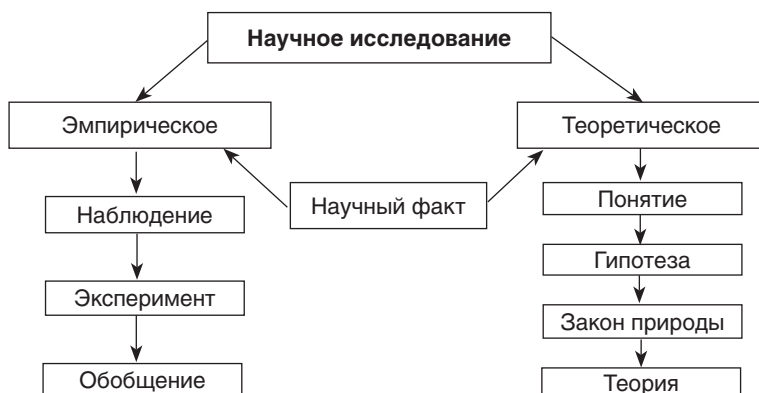 Научное исследование
Эмпирическое
Теоретическое
Научный факт
Наблюдение
Понятие
Гипотеза
Эксперимент
Закон природы
Обобщение
Теория